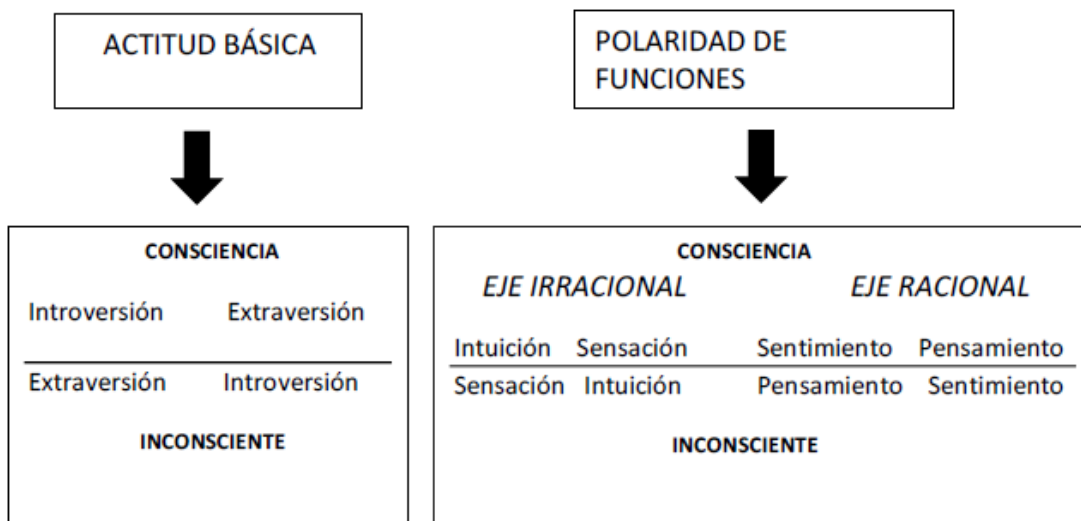 ACTITUD BÁSICA
POLARIDAD DE
FUNCIONES
CONSCIENCIA
Introversión Extraversión
Extraversión Introversión
INCONSCIENTE
CONSCIENCIA
EJE IRRACIONAL EJE RACIONAL
Intuición Sensación Sentimiento Pensamiento
Sensación Intuición Pensamiento Sentimiento
INCONSCIENTE